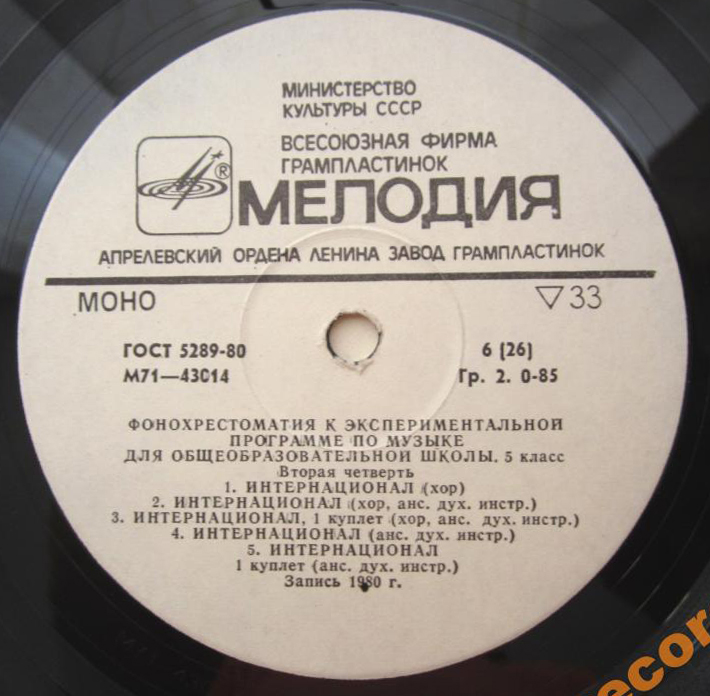 МИНИСТЕРСТВО
КУЛЬТУРЫ СССР
ВСЕСОЮЗНАЯ ФИРМА
ГРАМПЛАСТИНОК
®
МЕЛОДИЯ
АПРЕЛЕВСКИЙ ОРДЕНА ЛЕНИНА ЗАВОД ГРАМПЛАСТИНОК
МОНО ▽33
ГОСТ 5289-80 6 (26)
М71—43014 Гр. 2. 0-85
ФОНОХРЕСТОМАТИЯ К ЭКСПЕРИМЕНТАЛЬНОЙ
ПРОГРАММЕ ПО МУЗЫКЕ
ДЛЯ ОБЩЕОБРАЗОВАТЕЛЬНОЙ ШКОЛЫ. 5 класс
Вторая четверть
1. ИНТЕРНАЦИОНАЛ (хор)
2. ИНТЕРНАЦИОНАЛ (хор, анс. дух. инстр.)
3. ИНТЕРНАЦИОНАЛ, 1 куплет (хор, анс. дух. инстр.)
4. ИНТЕРНАЦИОНАЛ (анс. дух. инстр.)
5. ИНТЕРНАЦИОНАЛ
1 куплет (анс. дух. инстр.)
Запись 1980 г.